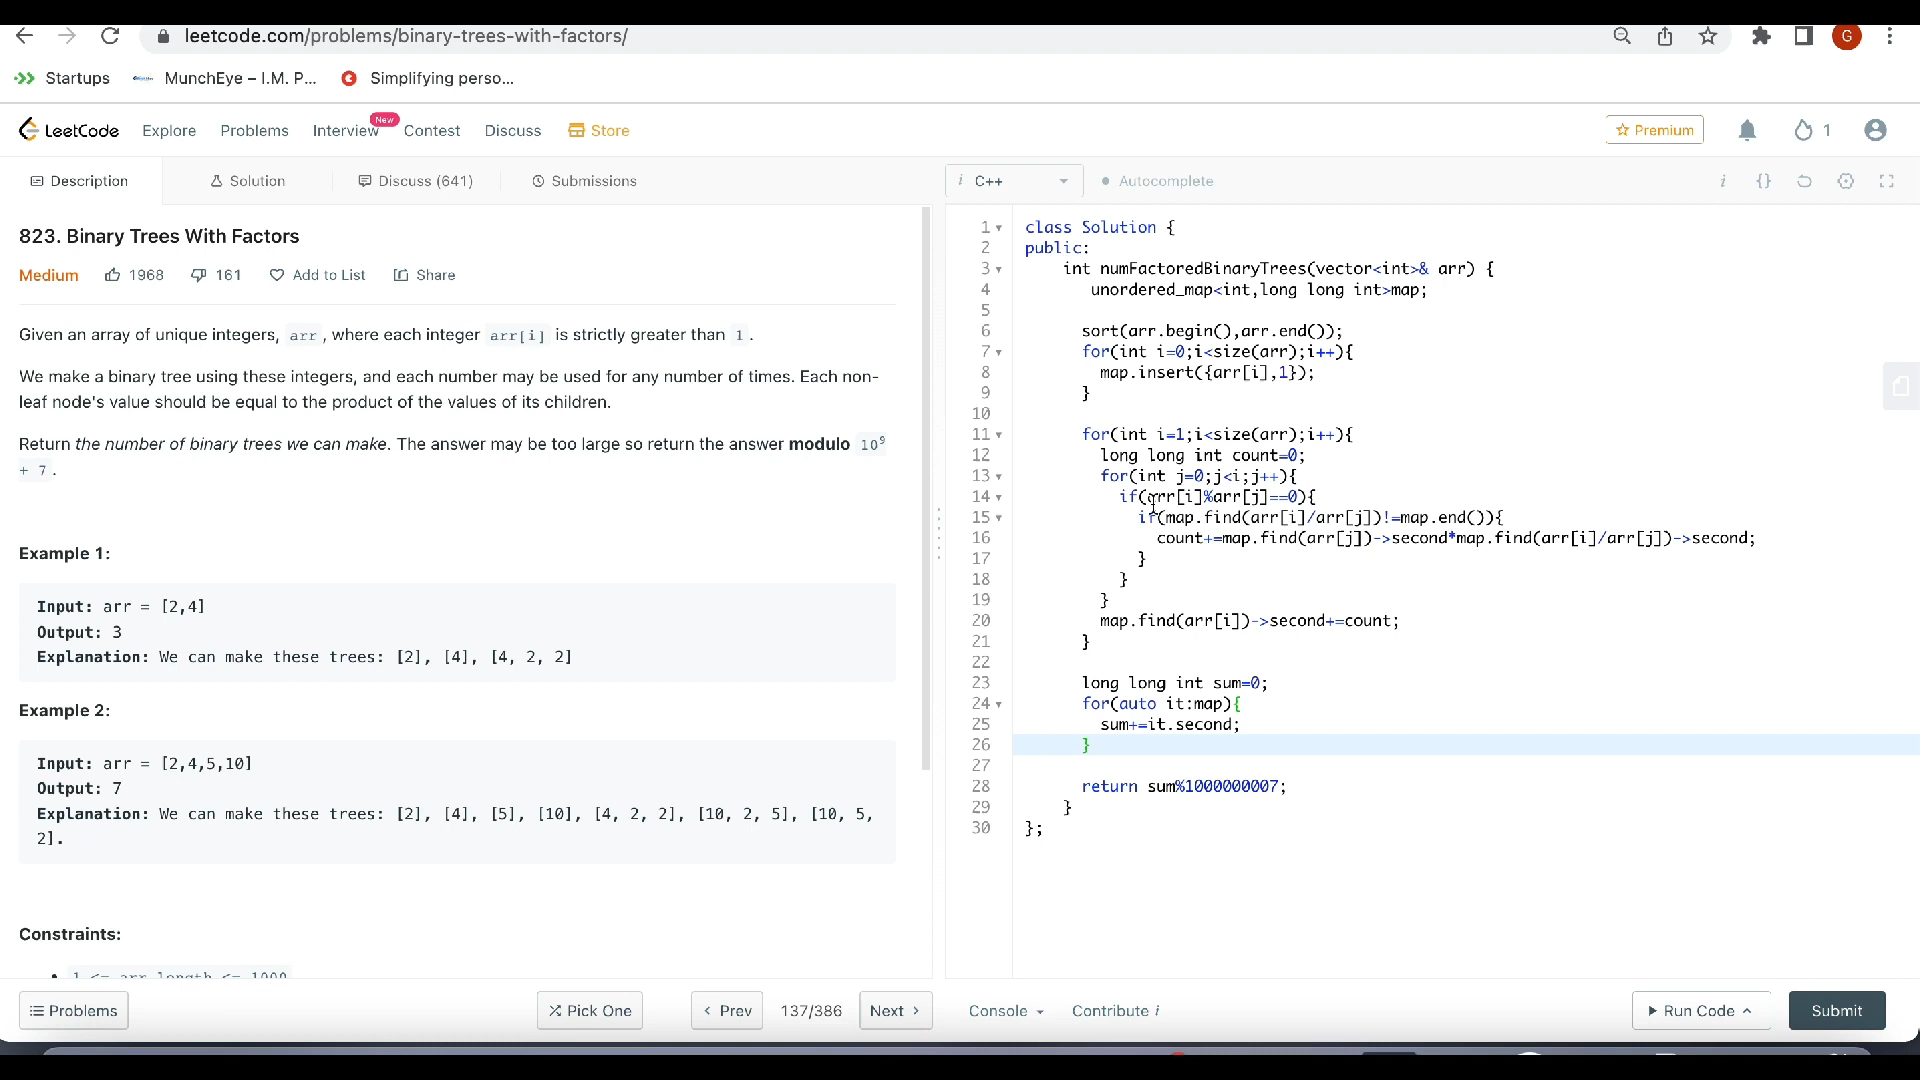 leetcode.com/problems/binary-trees-with-factors/
G
Startups MunchEye – I.M. P... Simplifying perso...
LeetCode Explore Problems Interview New Contest Discuss Store Premium 1
Description Solution Discuss (641) Submissions
i C++ Autocomplete i {}
823. Binary Trees With Factors
Medium 1968 161 Add to List Share
Given an array of unique integers, arr , where each integer arr[i] is strictly greater than 1 .
We make a binary tree using these integers, and each number may be used for any number of times. Each non-
leaf node's value should be equal to the product of the values of its children.
Return the number of binary trees we can make. The answer may be too large so return the answer modulo 10⁹
+ 7 .
Example 1:
Input: arr = [2,4]
Output: 3
Explanation: We can make these trees: [2], [4], [4, 2, 2]
Example 2:
Input: arr = [2,4,5,10]
Output: 7
Explanation: We can make these trees: [2], [4], [5], [10], [4, 2, 2], [10, 2, 5], [10, 5,
2].
Constraints:
1 <= arr.length <= 1000
1 class Solution {
2 public:
3 int numFactoredBinaryTrees(vector<int>& arr) {
4 unordered_map<int,long long int>map;
5
6 sort(arr.begin(),arr.end());
7 for(int i=0;i<size(arr);i++){
8 map.insert({arr[i],1});
9 }
10
11 for(int i=1;i<size(arr);i++){
12 long long int count=0;
13 for(int j=0;j<i;j++){
14 if(arr[i]%arr[j]==0){
15 if(map.find(arr[i]/arr[j])!=map.end()){
16 count+=map.find(arr[j])->second*map.find(arr[i]/arr[j])->second;
17 }
18 }
19 }
20 map.find(arr[i])->second+=count;
21 }
22
23 long long int sum=0;
24 for(auto it:map){
25 sum+=it.second;
26 }
27
28 return sum%1000000007;
29 }
30 };
Problems Pick One < Prev 137/386 Next > Console Contribute i Run Code Submit